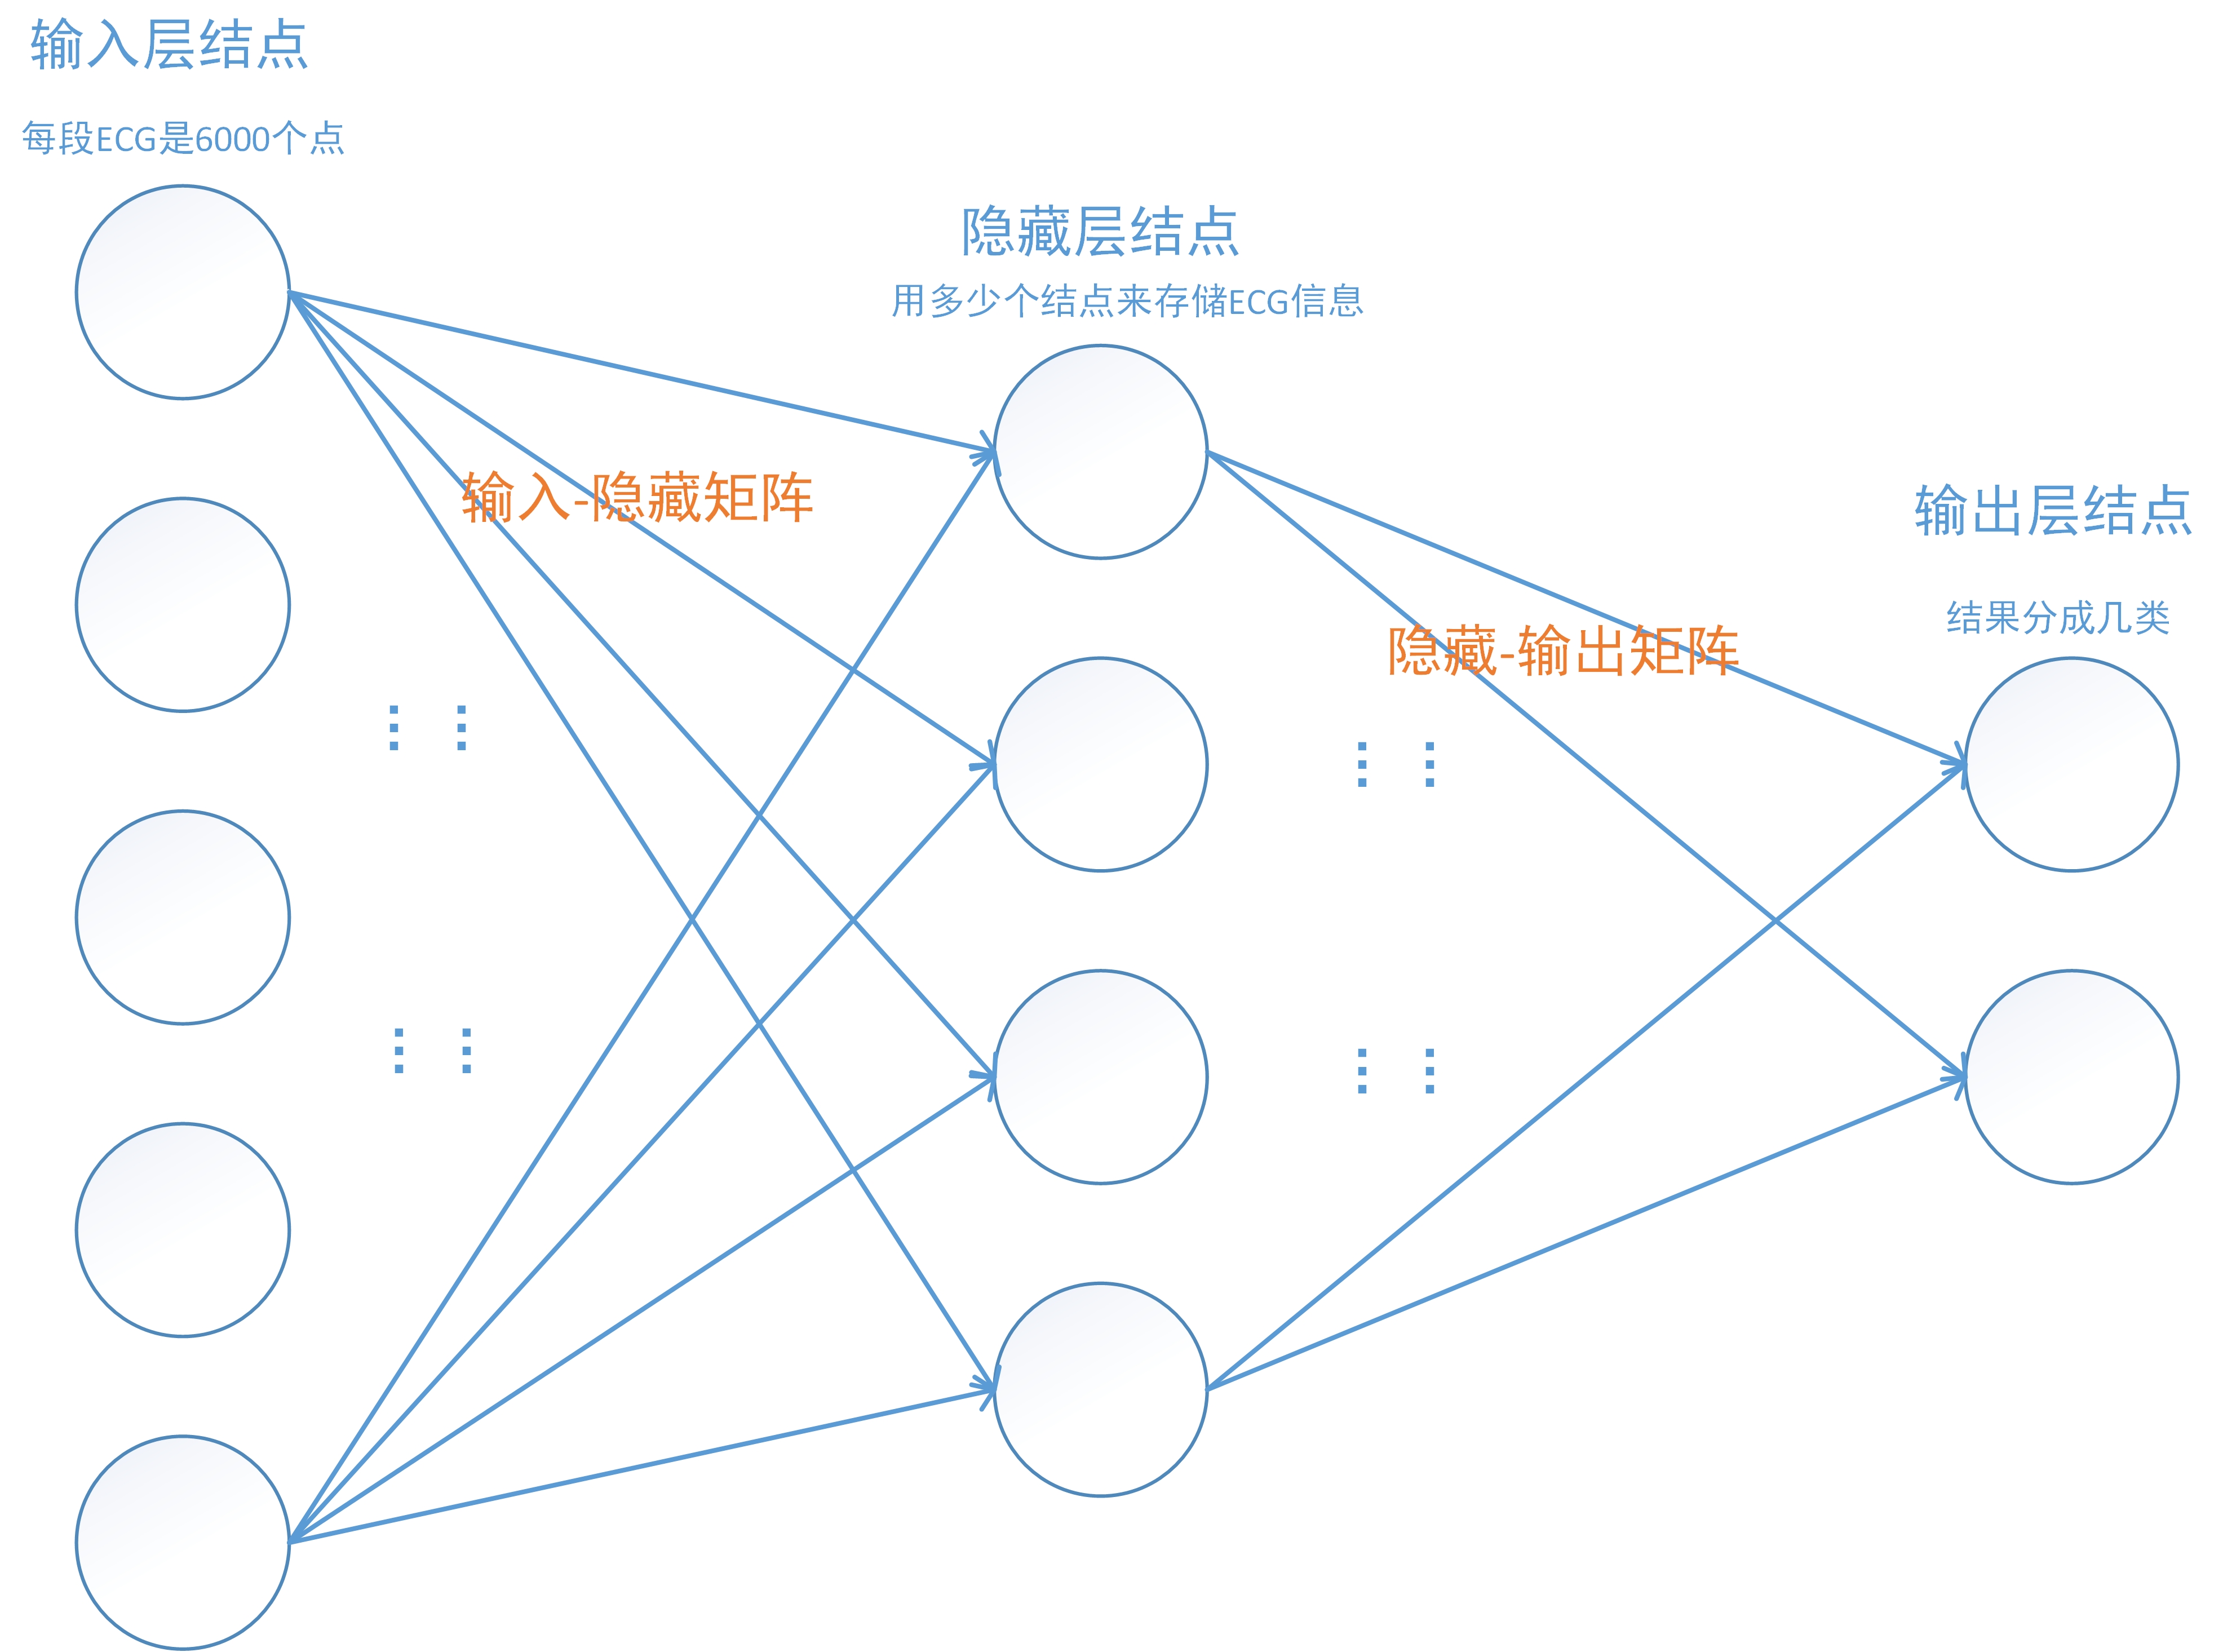 输入层结点
每段ECG是6000个点
隐藏层结点
用多少个结点来存储ECG信息
输入-隐藏矩阵
输出层结点
结果分成几类
隐藏-输出矩阵